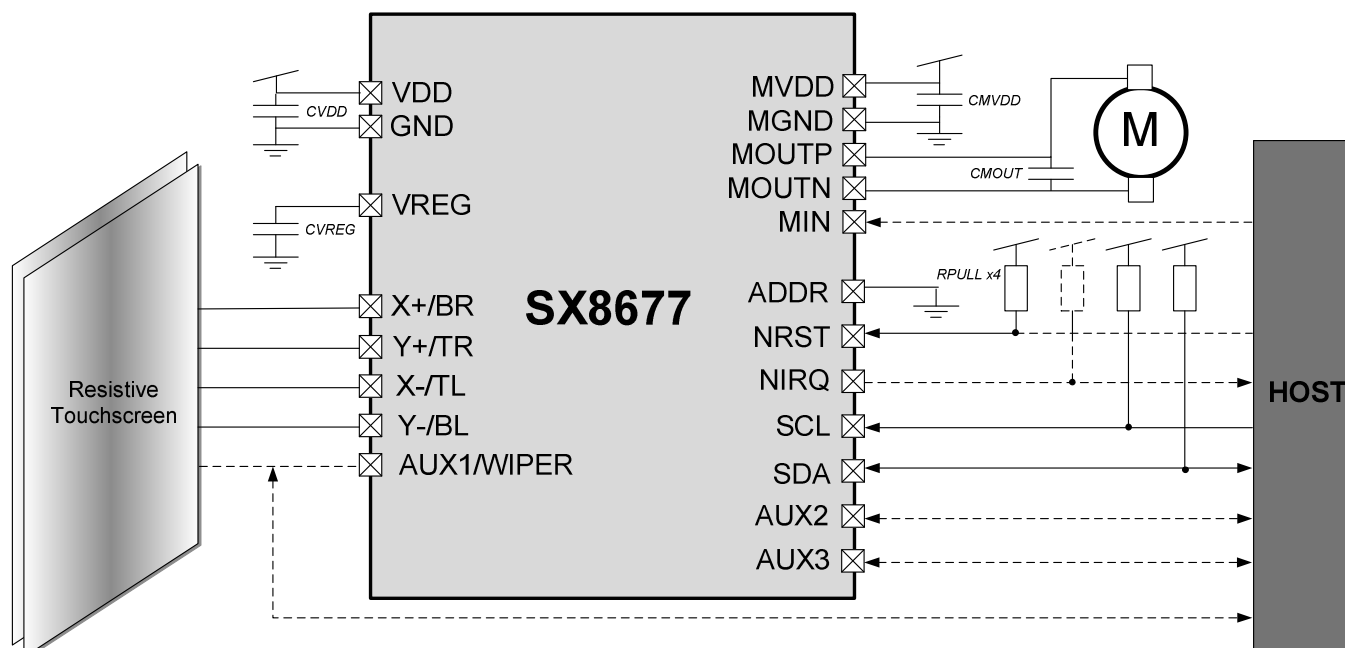 VDD
CVDD
GND
VREG
CVREG
X+/BR
Y+/TR
X-/TL
Y-/BL
AUX1/WIPER
Resistive
Touchscreen
SX8677
MVDD
CMVDD
MGND
MOUTP
MOUTN
CMOUT
M
MIN
ADDR
RPULL x4
NRST
NIRQ
SCL
SDA
AUX2
AUX3
HOST